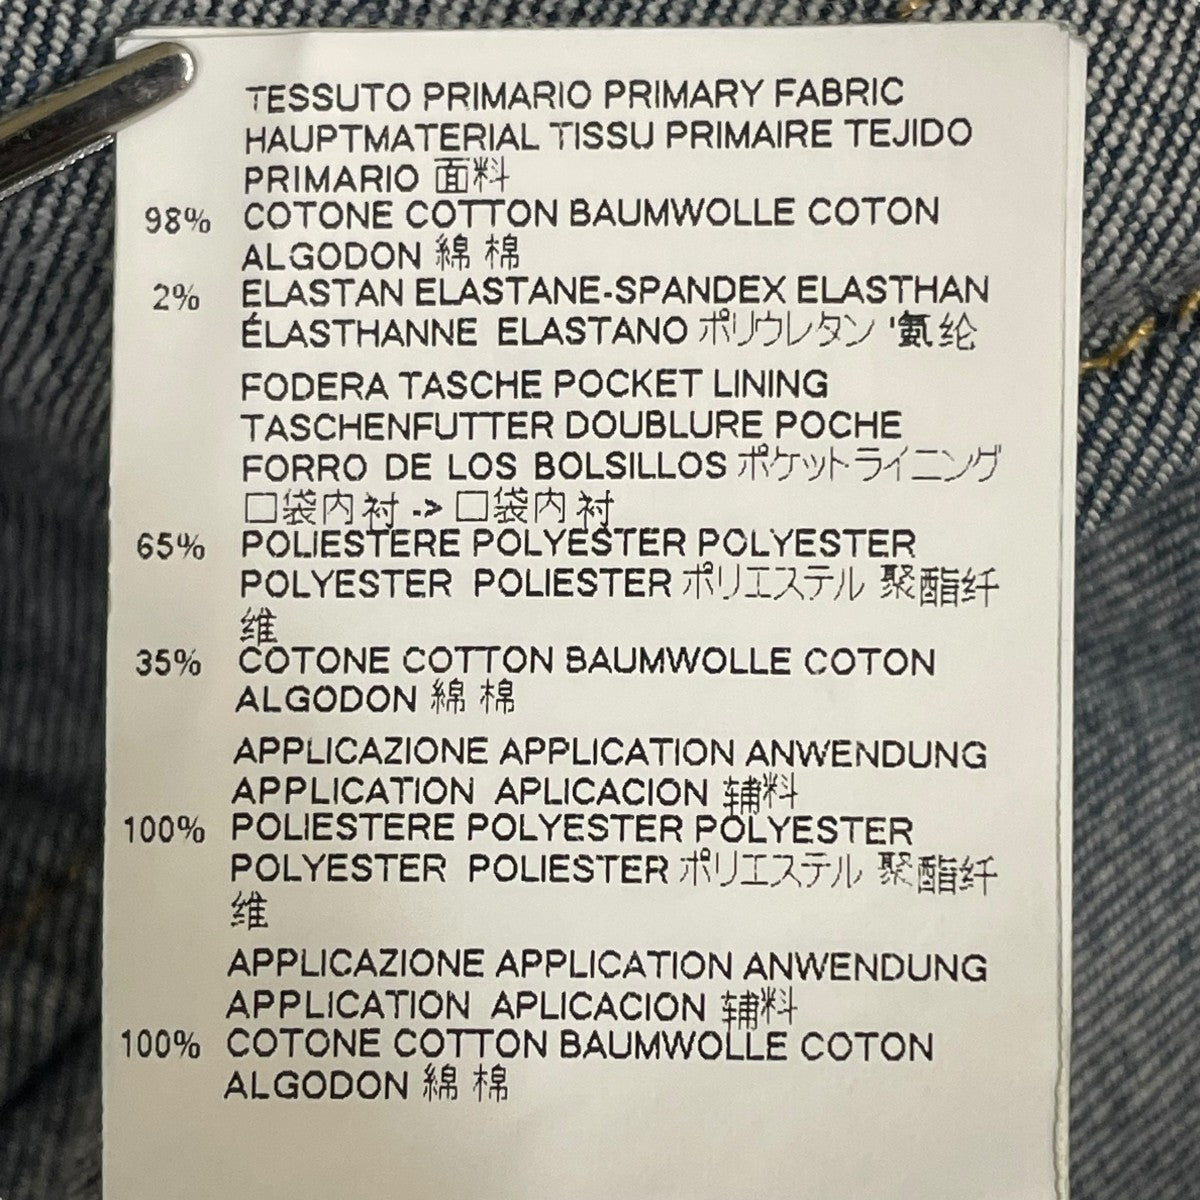 TESSUTO PRIMARIO PRIMARY FABRIC
HAUPTMATERIAL TISSU PRIMAIRE TEJIDO
PRIMARIO 面料
98% COTONE COTTON BAUMWOLLE COTON
ALGODON 綿 棉
2% ELASTAN ELASTANE-SPANDEX ELASTHAN
ÉLASTHANNE ELASTANO ポリウレタン '氨纶
FODERA TASCHE POCKET LINING
TASCHENFUTTER DOUBLURE POCHE
FORRO DE LOS BOLSILLOS ポケットライニング
口袋内衬 -> 口袋内衬
65% POLIESTERE POLYESTER POLYESTER
POLYESTER POLIESTER ポリエステル 聚酯纤
维
35% COTONE COTTON BAUMWOLLE COTON
ALGODON 綿 棉
APPLICAZIONE APPLICATION ANWENDUNG
APPLICATION APLICACION 辅料
100% POLIESTERE POLYESTER POLYESTER
POLYESTER POLIESTER ポリエステル 聚酯纤
维
APPLICAZIONE APPLICATION ANWENDUNG
APPLICATION APLICACION 辅料
100% COTONE COTTON BAUMWOLLE COTON
ALGODON 綿 棉